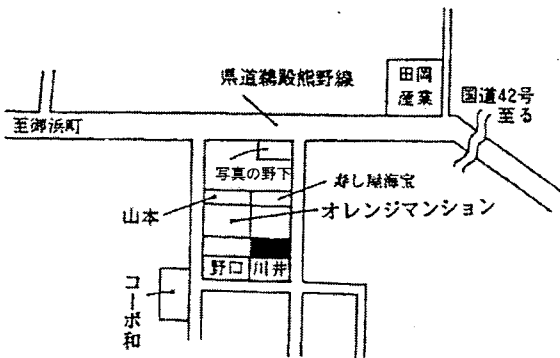 県道鵜殿熊野線
田岡
産業
国道42号
至る
至御浜町
写真の野下
寿し屋海宝
山本
オレンジマンション
野口
川井
コーポ和